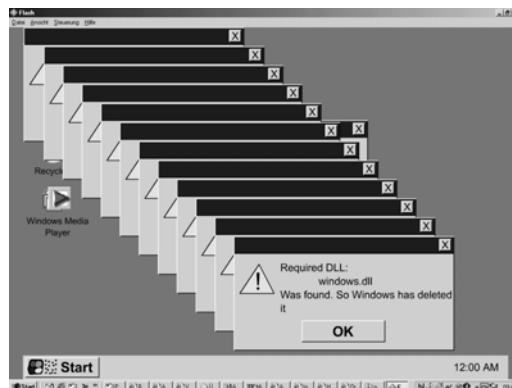 Flash
Datei Ansicht Steuerung Hilfe
X
X
X
X
X
X
X
X
X
X
X
X
X
Windows Media
Player
Required DLL:
windows.dll
Was found. So Windows has deleted
it
OK
Start
12:00 AM
Start